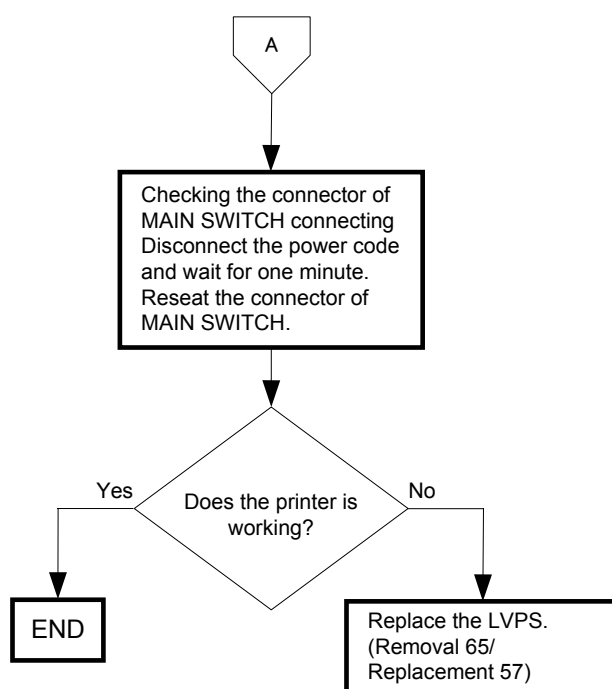 A
Checking the connector of
MAIN SWITCH connecting
Disconnect the power code
and wait for one minute.
Reseat the connector of
MAIN SWITCH.
Yes
No
Does the printer is
working?
END
Replace the LVPS.
(Removal 65/
Replacement 57)